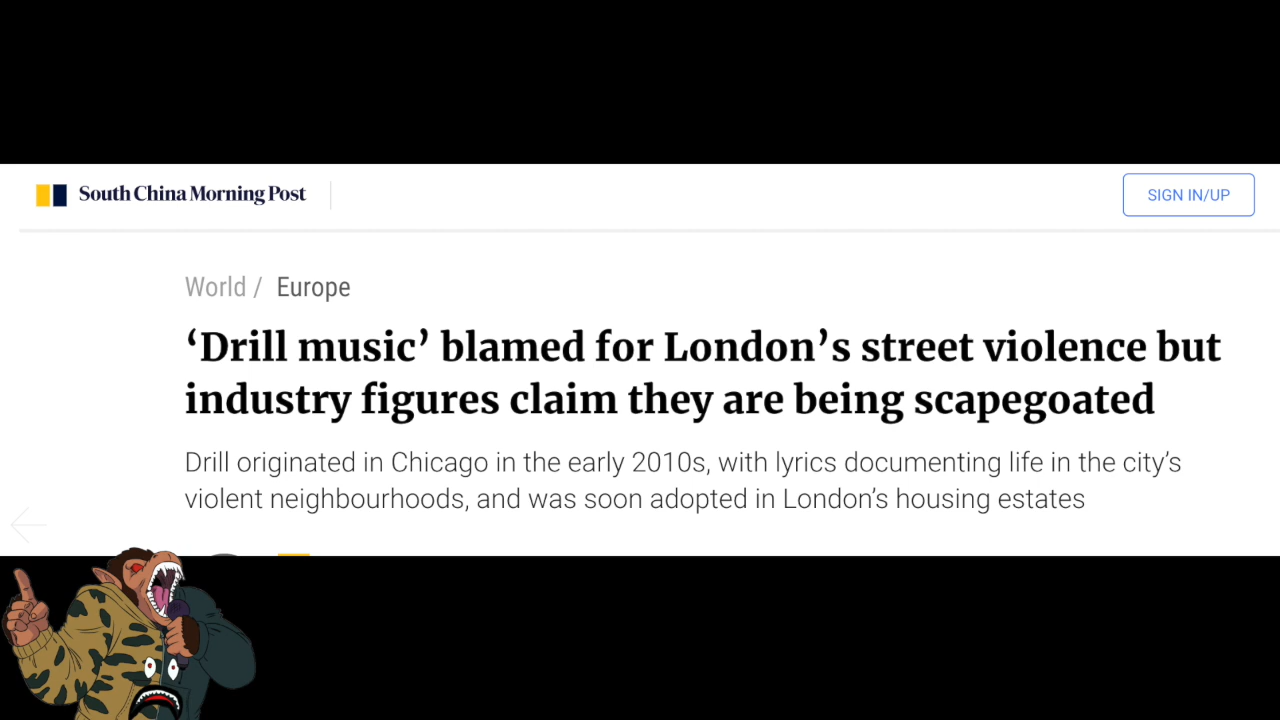 South China Morning Post
SIGN IN/UP
World / Europe
‘Drill music’ blamed for London’s street violence but
industry figures claim they are being scapegoated
Drill originated in Chicago in the early 2010s, with lyrics documenting life in the city’s
violent neighbourhoods, and was soon adopted in London’s housing estates